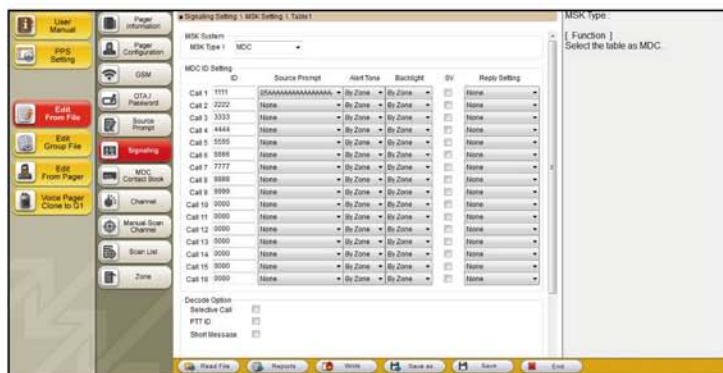 User Manual
PPS Setting
Edit From File
Edit Group File
Edit From Pager
Voice Pager Clone to G1
Pager Information
Pager Configuration
GSM
OTA / Password
Source Prompt
Signaling
MDC Contact Book
Channel
Manual Scan Channel
Scan List
Zone
Signaling Setting \ MSK Setting \ Table1
MSK System
MSK Type 1 MDC
MDC ID Setting
ID Source Prompt Alert Tone Backlight SV Reply Setting
Call 1 1111 By Zone By Zone None
Call 2 2222 None By Zone By Zone None
Call 3 3333 None By Zone By Zone None
Call 4 4444 None By Zone By Zone None
Call 5 5555 None By Zone By Zone None
Call 6 6666 None By Zone By Zone None
Call 7 7777 None By Zone By Zone None
Call 8 8888 None By Zone By Zone None
Call 9 9999 None By Zone By Zone None
Call 10 0000 None By Zone By Zone None
Call 11 0000 None By Zone By Zone None
Call 12 0000 None By Zone By Zone None
Call 13 0000 None By Zone By Zone None
Call 14 0000 None By Zone By Zone None
Call 15 0000 None By Zone By Zone None
Call 16 0000 None By Zone By Zone None
Decode Option
Selective Call
PTT ID
Short Message
Read File Reports Write Save as Save End
MSK Type :
[ Function ]
Select the table as MDC.